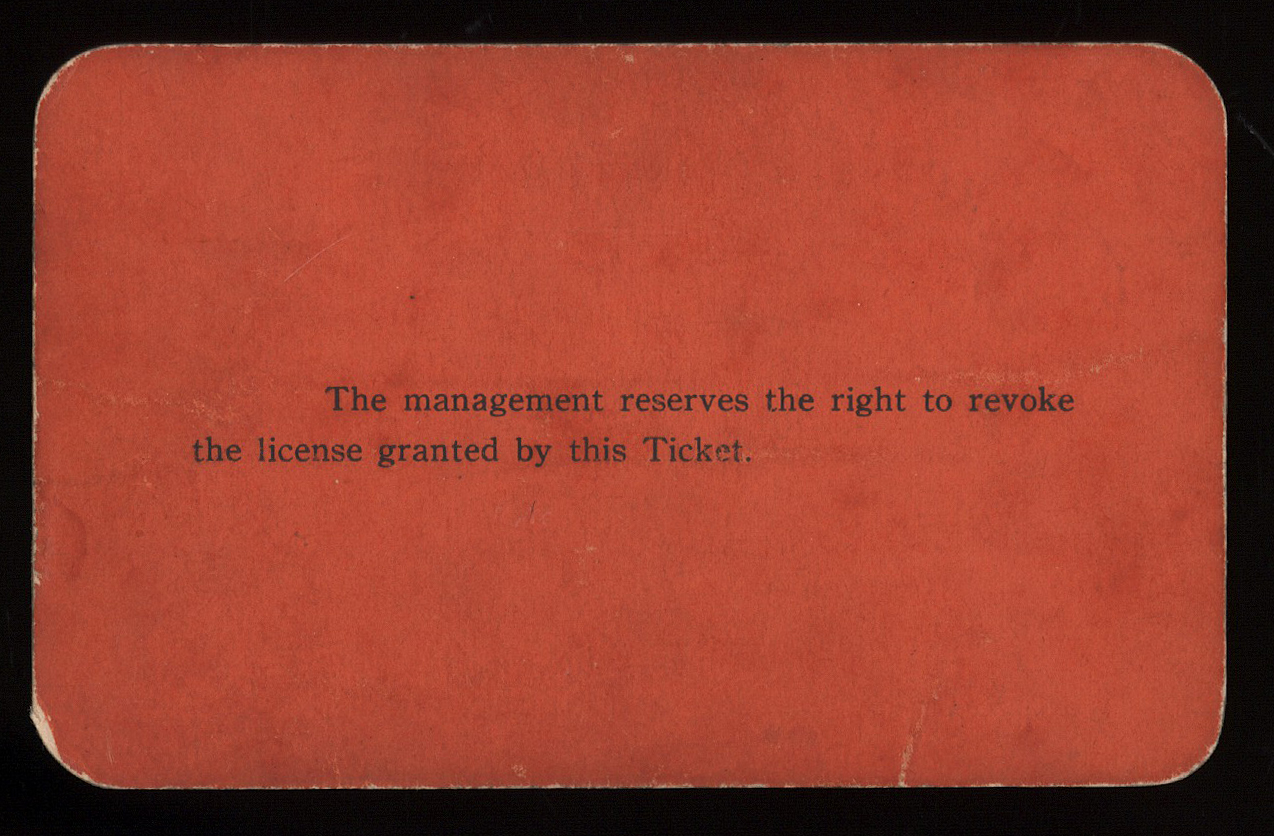 The management reserves the right to revoke
the license granted by this Ticket.